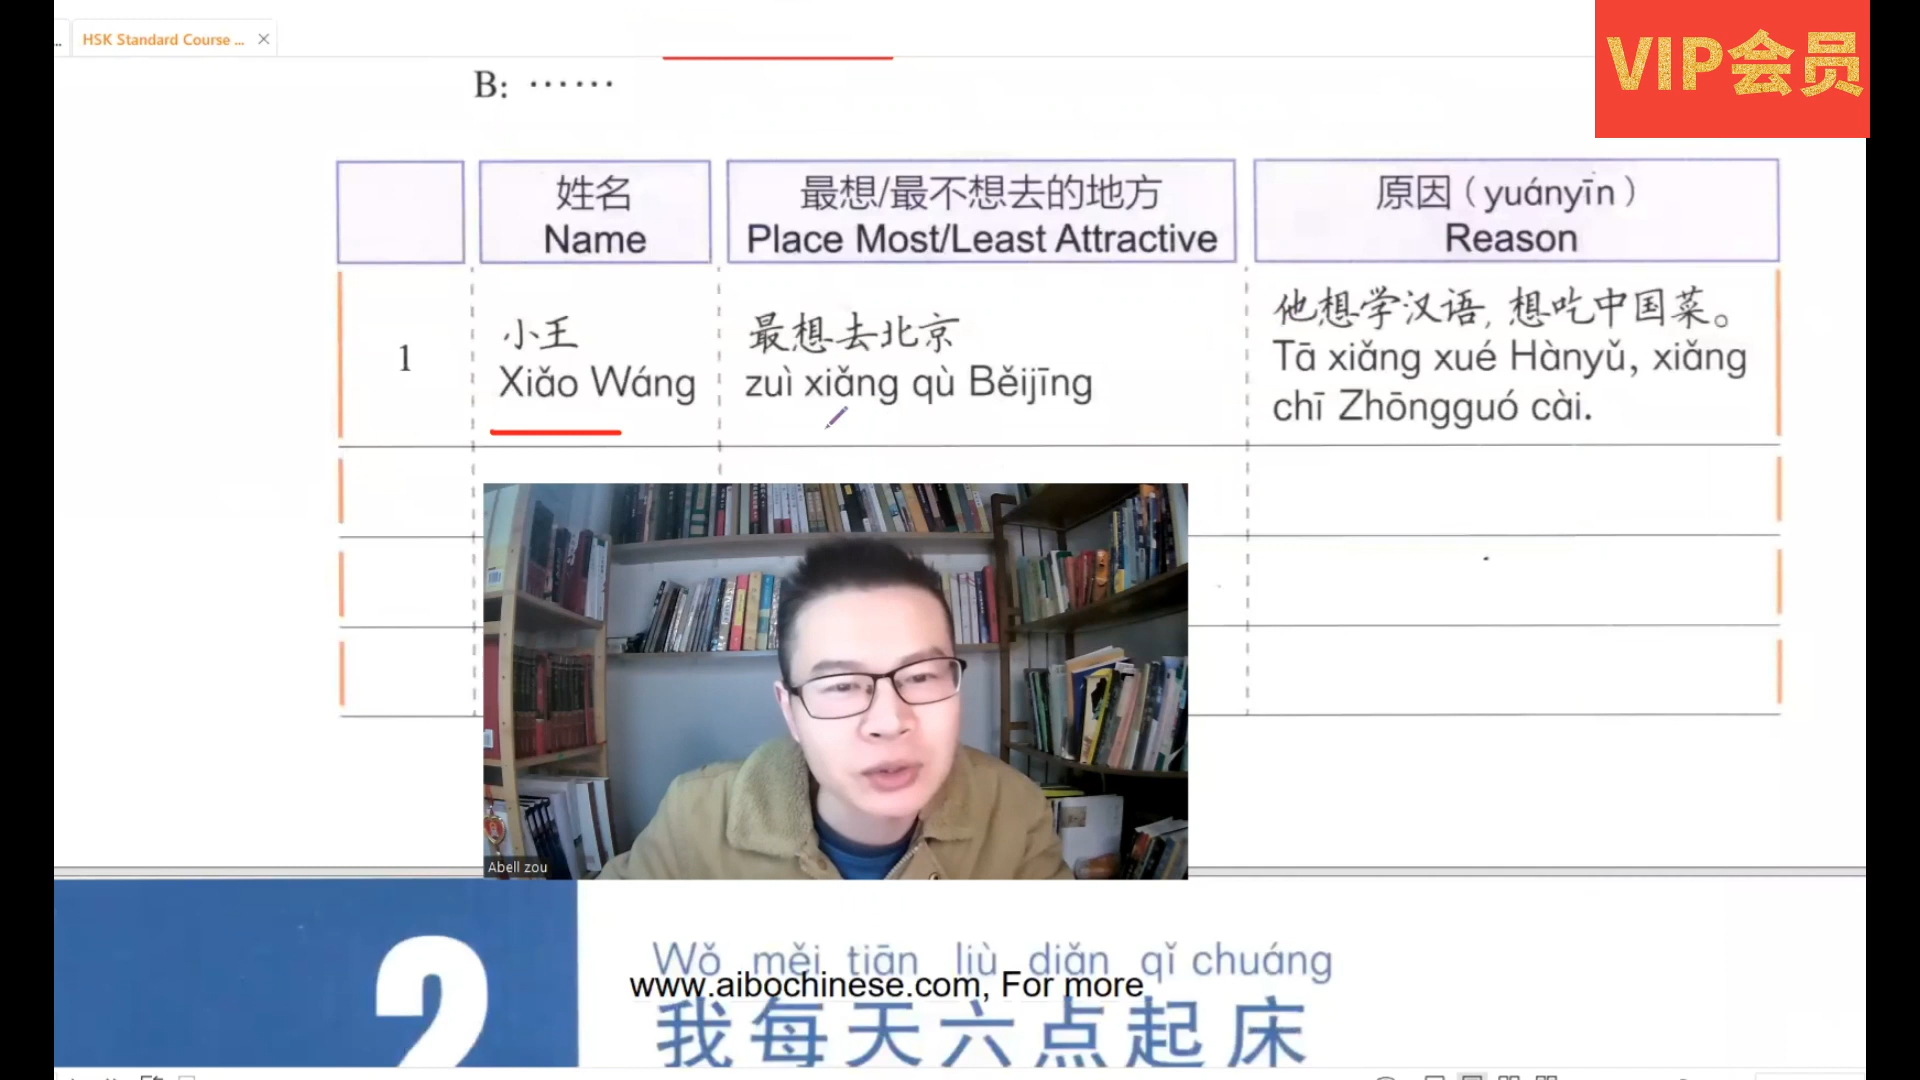 HSK Standard Course ...
VIP会员
B: ……
姓名
Name
最想/最不想去的地方
Place Most/Least Attractive
原因（yuányīn）
Reason
1
小王
Xiǎo Wáng
最想去北京
zuì xiǎng qù Běijīng
他想学汉语, 想吃中国菜。
Tā xiǎng xué Hànyǔ, xiǎng
chī Zhōngguó cài.
Abell zou
2
Wǒ měi tiān liù diǎn qǐ chuáng
www.aibochinese.com, For more
我每天六点起床